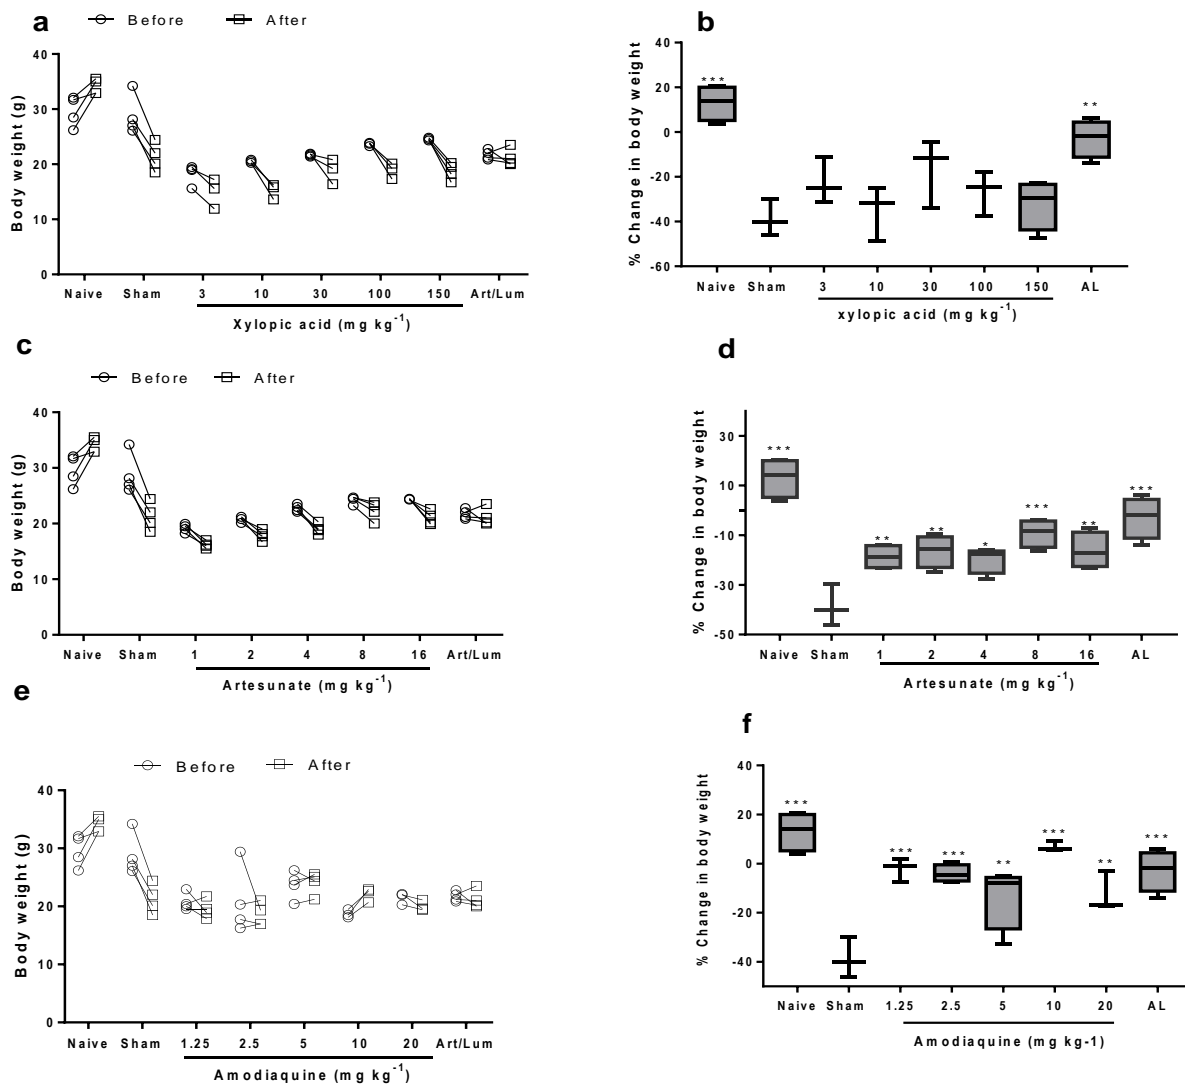 a
Before After
Body weight (g)
40
30
20
10
0
Naive Sham 3 10 30 100 150 Art/Lum
Xylopic acid (mg kg-1)
b
% Change in body weight
40
20
0
-20
-40
-60
***
**
Naive Sham 3 10 30 100 150 AL
xylopic acid (mg kg-1)
c
Before After
Body weight (g)
40
30
20
10
0
Naive Sham 1 2 4 8 16 Art/Lum
Artesunate (mg kg-1)
d
% Change in body weight
30
10
-10
-30
-50
*** ** ** * *** ** ***
Naive Sham 1 2 4 8 16 AL
Artesunate (mg kg-1)
e
Before After
Body weight (g)
40
30
20
10
0
Naive Sham 1.25 2.5 5 10 20 Art/Lum
Amodiaquine (mg kg-1)
f
% Change in body weight
40
20
0
-20
-40
*** *** *** ** *** ** ***
Naive Sham 1.25 2.5 5 10 20 AL
Amodiaquine (mg kg-1)